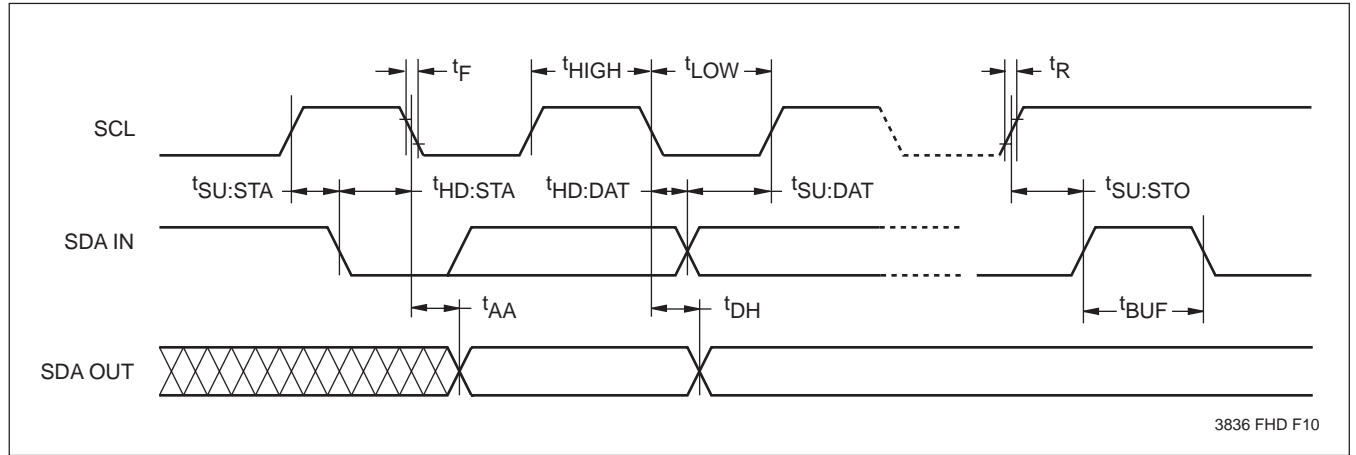 tF
tHIGH
tLOW
tR
SCL
tSU:STA
tHD:STA
tHD:DAT
tSU:DAT
tSU:STO
SDA IN
tAA
tDH
tBUF
SDA OUT
3836 FHD F10